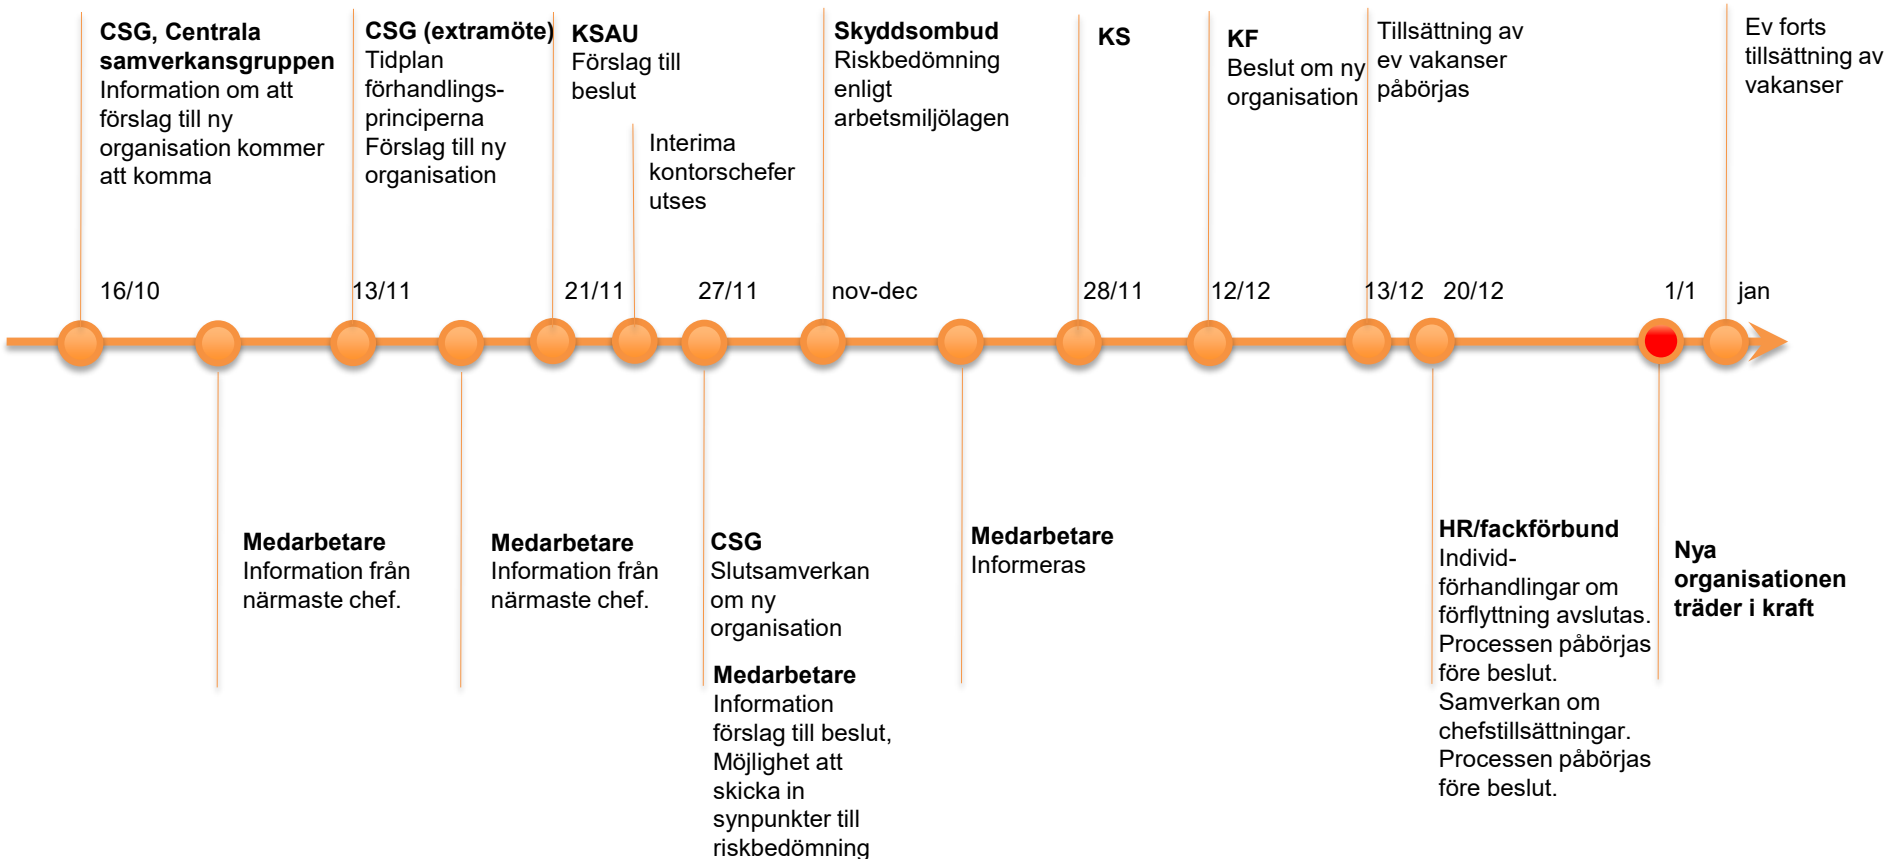 CSG, Centrala
samverkansgruppen
Information om att
förslag till ny
organisation kommer
att komma
CSG (extramöte)
Tidplan
förhandlings-
principerna
Förslag till ny
organisation
KSAU
Förslag till
beslut
Interima
kontorschefer
utses
Skyddsombud
Riskbedömning
enligt
arbetsmiljölagen
KS
KF
Beslut om ny
organisation
Tillsättning av
ev vakanser
påbörjas
Ev forts
tillsättning av
vakanser
16/10
13/11
21/11
27/11
nov-dec
28/11
12/12
13/12
20/12
1/1
jan
Medarbetare
Information från
närmaste chef.
Medarbetare
Information från
närmaste chef.
CSG
Slutsamverkan
om ny
organisation
Medarbetare
Information
förslag till beslut,
Möjlighet att
skicka in
synpunkter till
riskbedömning
Medarbetare
Informeras
HR/fackförbund
Individ-
förhandlingar om
förflyttning avslutas.
Processen påbörjas
före beslut.
Samverkan om
chefstillsättningar.
Processen påbörjas
före beslut.
Nya
organisationen
träder i kraft